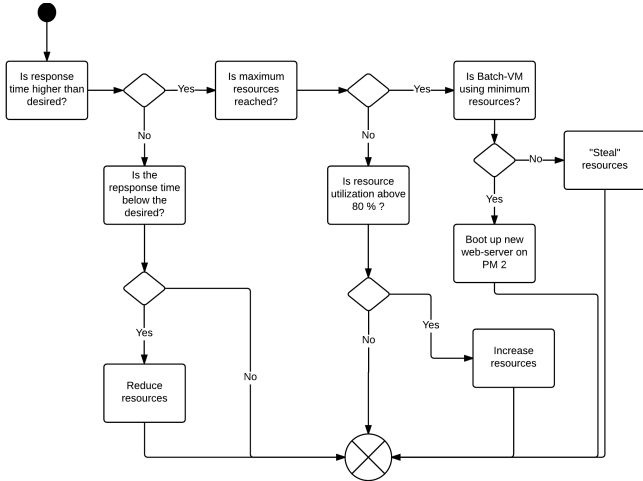 Is response
time higher than
desired?
Yes
Is maximum
resources
reached?
Yes
Is Batch-VM
using minimum
resources?
No
No
No
"Steal"
resources
Is the
repsponse time
below the
desired?
Is resource
utilization above
80 % ?
Yes
Boot up new
web-server on
PM 2
Yes
No
Yes
No
Increase
resources
Reduce
resources